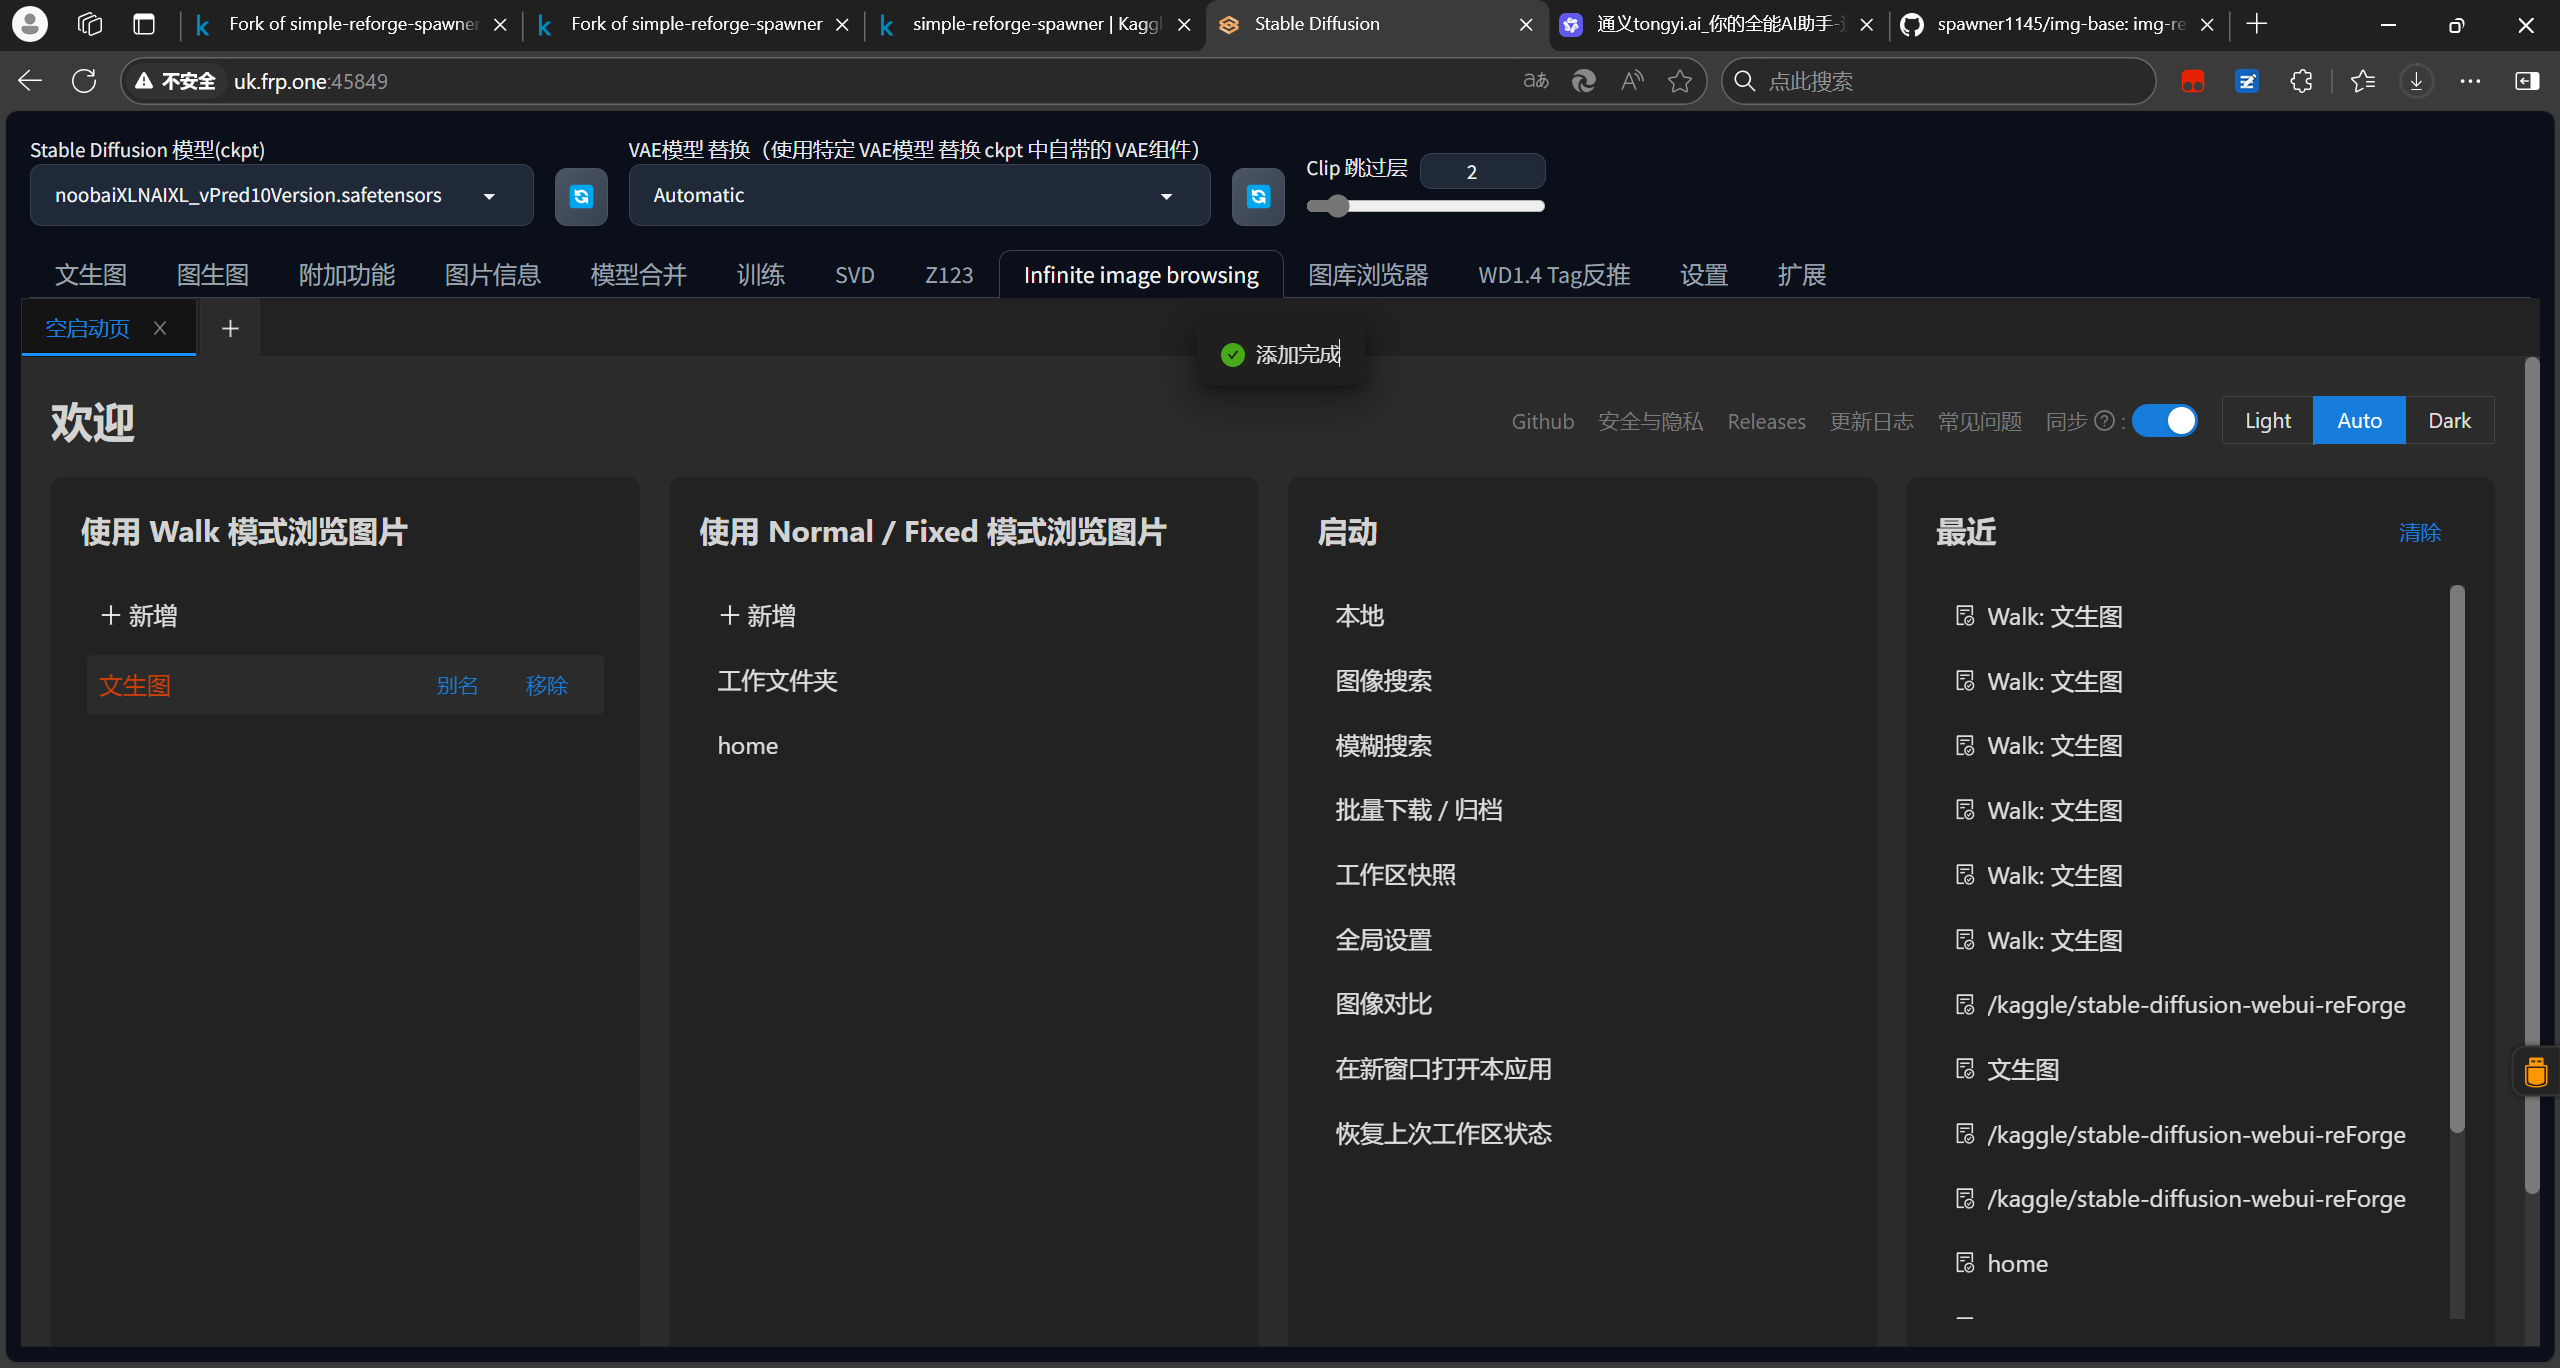 Fork of simple-reforge-spawner
Fork of simple-reforge-spawner
simple-reforge-spawner | Kaggl
Stable Diffusion
通义tongyi.ai_你的全能AI助手-
spawner1145/img-base: img-re
不安全 uk.frp.one:45849
aあ
点此搜索
Stable Diffusion 模型(ckpt)
noobaiXLNAIXL_vPred10Version.safetensors
VAE模型 替换（使用特定 VAE模型 替换 ckpt 中自带的 VAE组件）
Automatic
Clip 跳过层
2
文生图 图生图 附加功能 图片信息 模型合并 训练 SVD Z123 Infinite image browsing 图库浏览器 WD1.4 Tag反推 设置 扩展
空启动页
添加完成
欢迎
Github 安全与隐私 Releases 更新日志 常见问题 同步 : Light Auto Dark
使用 Walk 模式浏览图片
+ 新增
文生图 别名 移除
使用 Normal / Fixed 模式浏览图片
+ 新增
工作文件夹
home
启动
本地
图像搜索
模糊搜索
批量下载 / 归档
工作区快照
全局设置
图像对比
在新窗口打开本应用
恢复上次工作区状态
最近 清除
Walk: 文生图
Walk: 文生图
Walk: 文生图
Walk: 文生图
Walk: 文生图
Walk: 文生图
/kaggle/stable-diffusion-webui-reForge
文生图
/kaggle/stable-diffusion-webui-reForge
/kaggle/stable-diffusion-webui-reForge
home